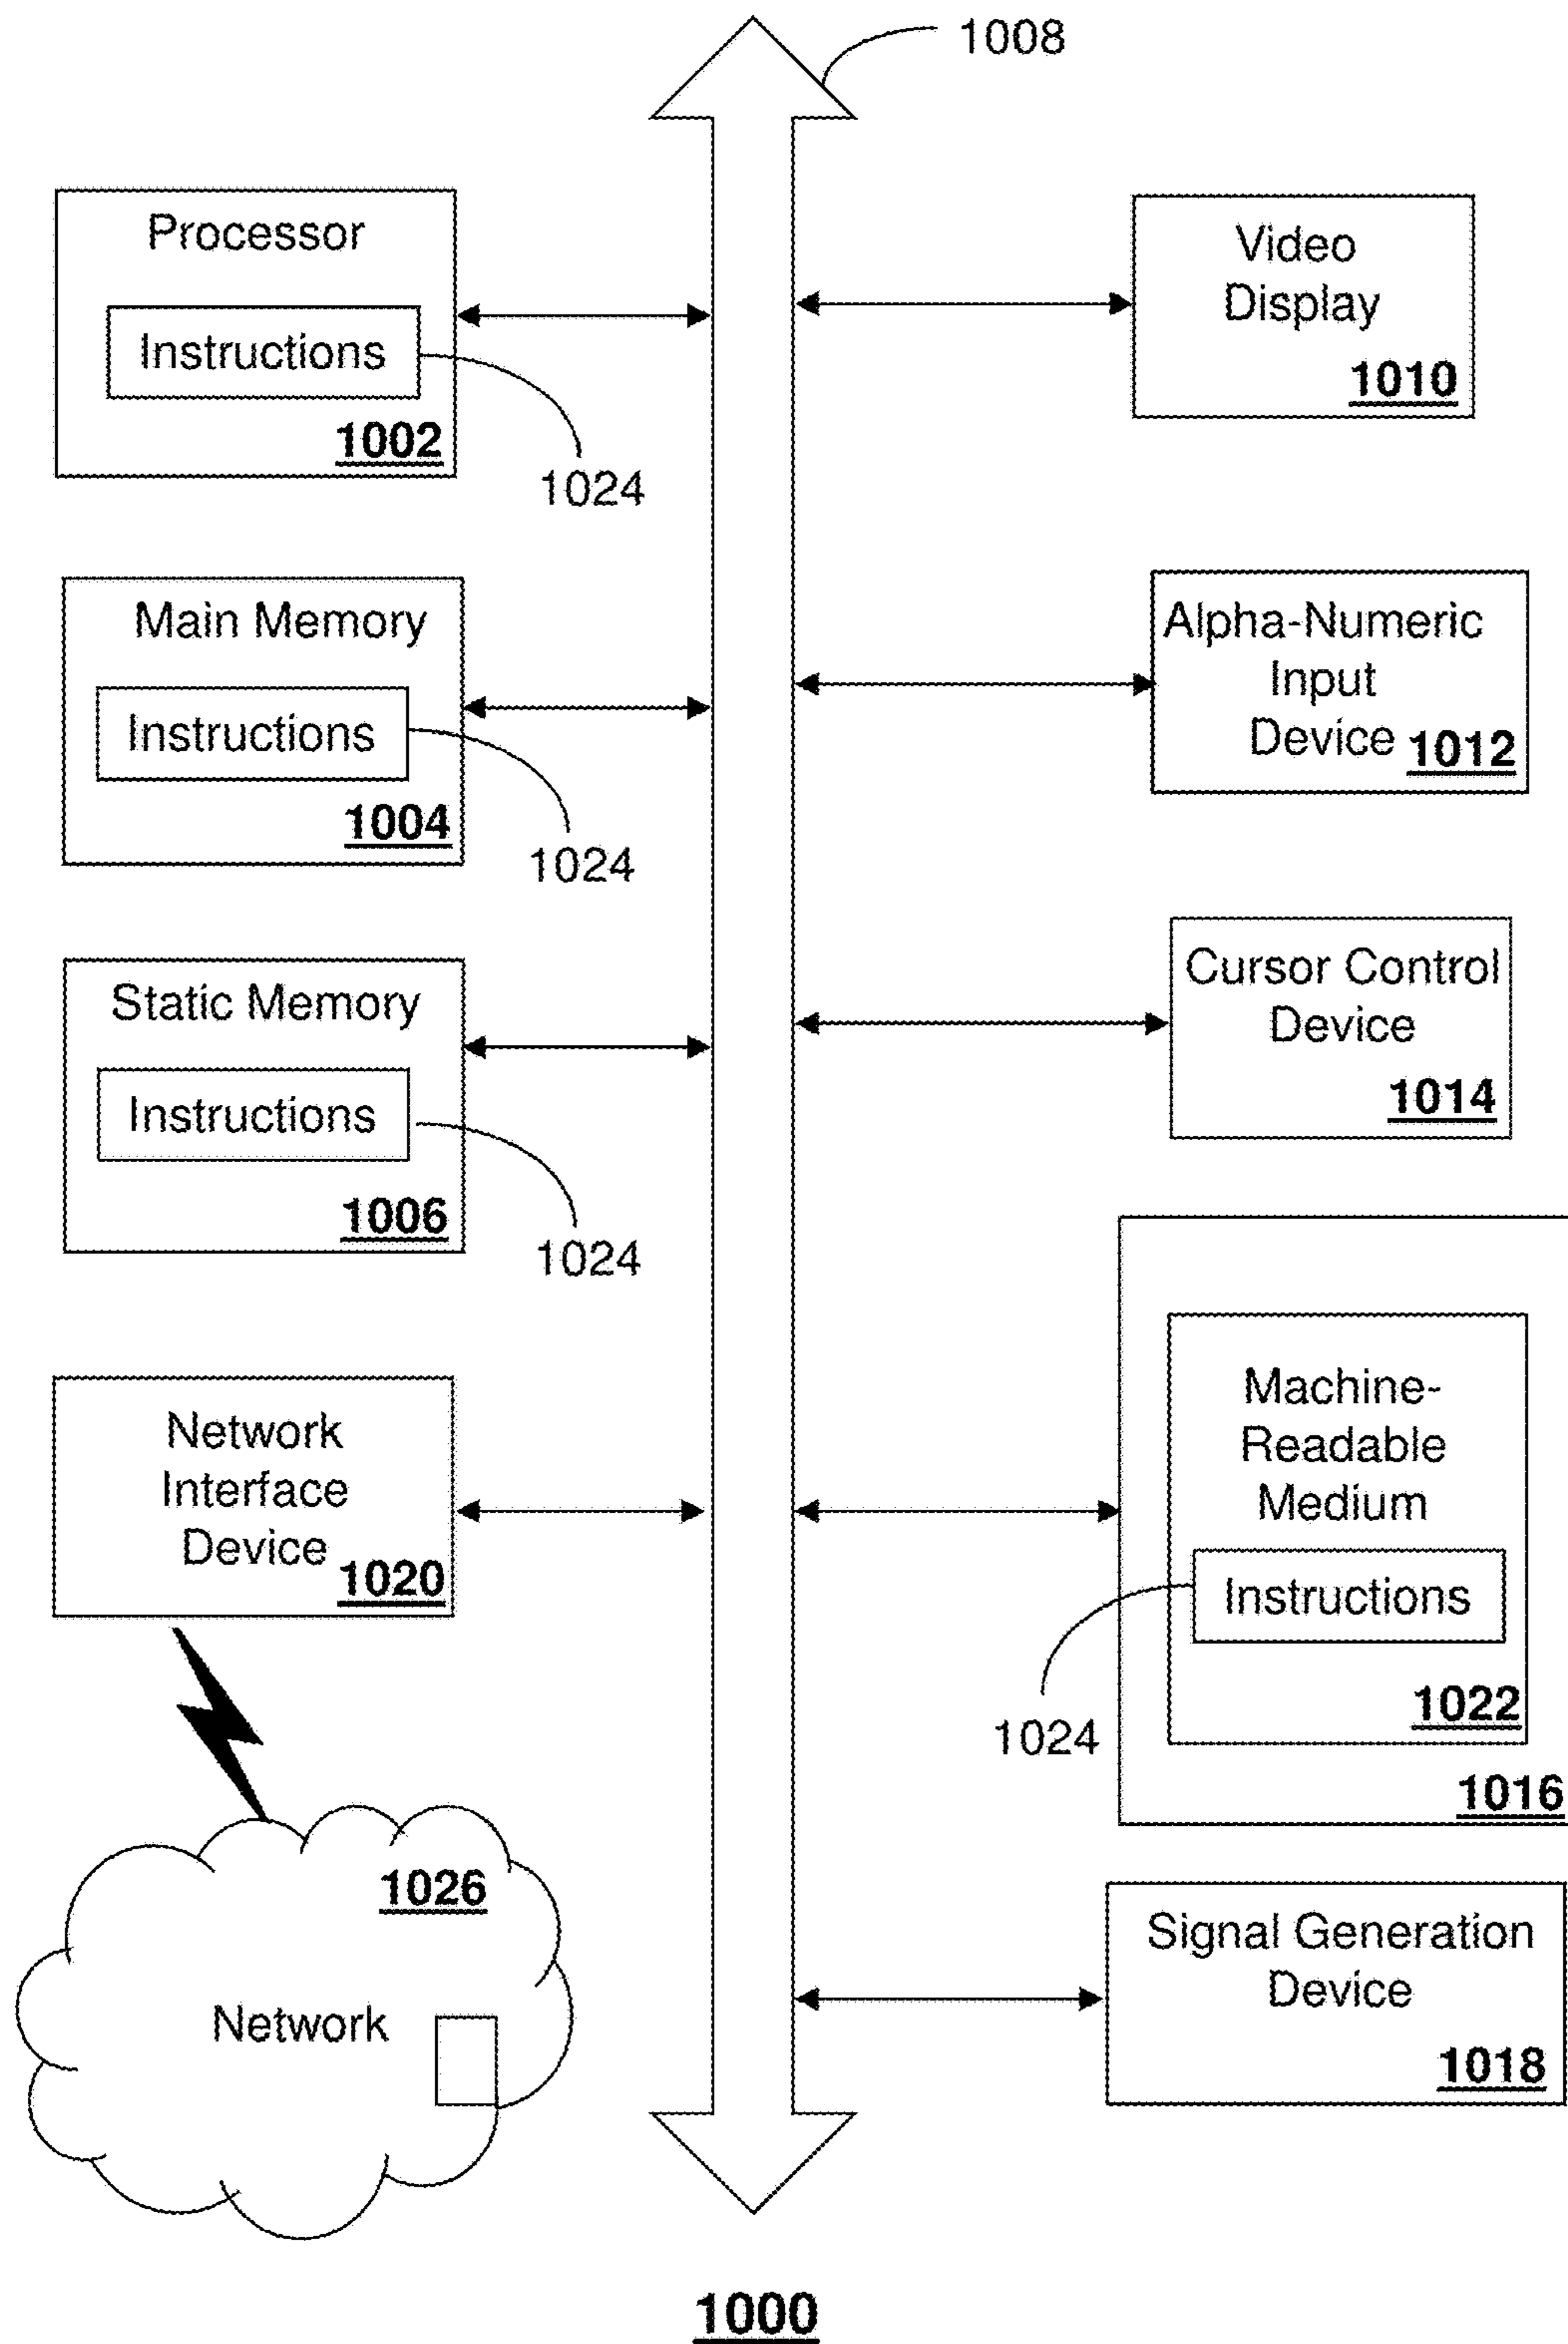 1008
Processor
Instructions
1002
1024
Main Memory
Instructions
1004
1024
Static Memory
Instructions
1006
1024
Network
Interface
Device
1020
1026
Network
Video
Display
1010
Alpha-Numeric
Input
Device
1012
Cursor Control
Device
1014
Machine-
Readable
Medium
Instructions
1022
1024
1016
Signal Generation
Device
1018
1000